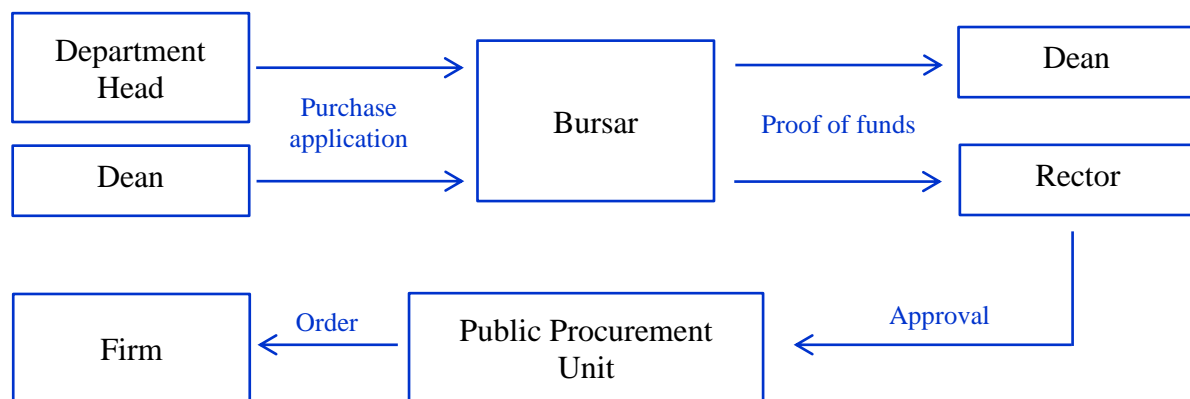 Department
Head
Purchase
application
Dean
Bursar
Proof of funds
Dean
Rector
Approval
Public Procurement
Unit
Order
Firm